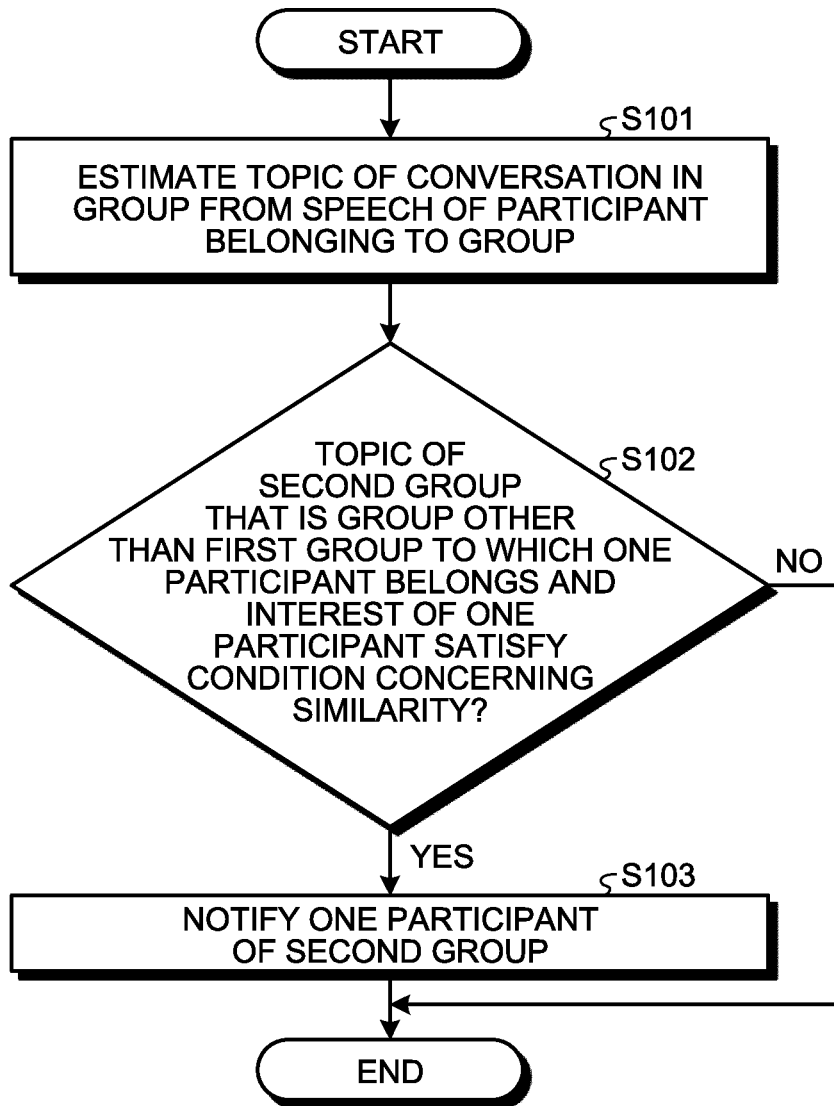 START
S101
ESTIMATE TOPIC OF CONVERSATION IN
GROUP FROM SPEECH OF PARTICIPANT
BELONGING TO GROUP
S102
TOPIC OF
SECOND GROUP
THAT IS GROUP OTHER
THAN FIRST GROUP TO WHICH ONE
PARTICIPANT BELONGS AND
INTEREST OF ONE
PARTICIPANT SATISFY
CONDITION CONCERNING
SIMILARITY?
NO
YES
S103
NOTIFY ONE PARTICIPANT
OF SECOND GROUP
END